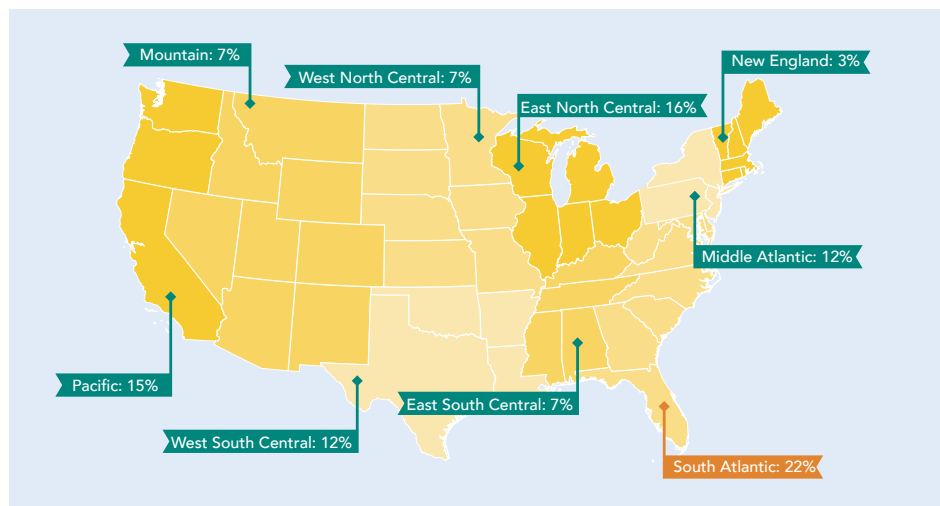 Mountain: 7%
New England: 3%
West North Central: 7%
East North Central: 16%
Middle Atlantic: 12%
Pacific: 15%
East South Central: 7%
West South Central: 12%
South Atlantic: 22%